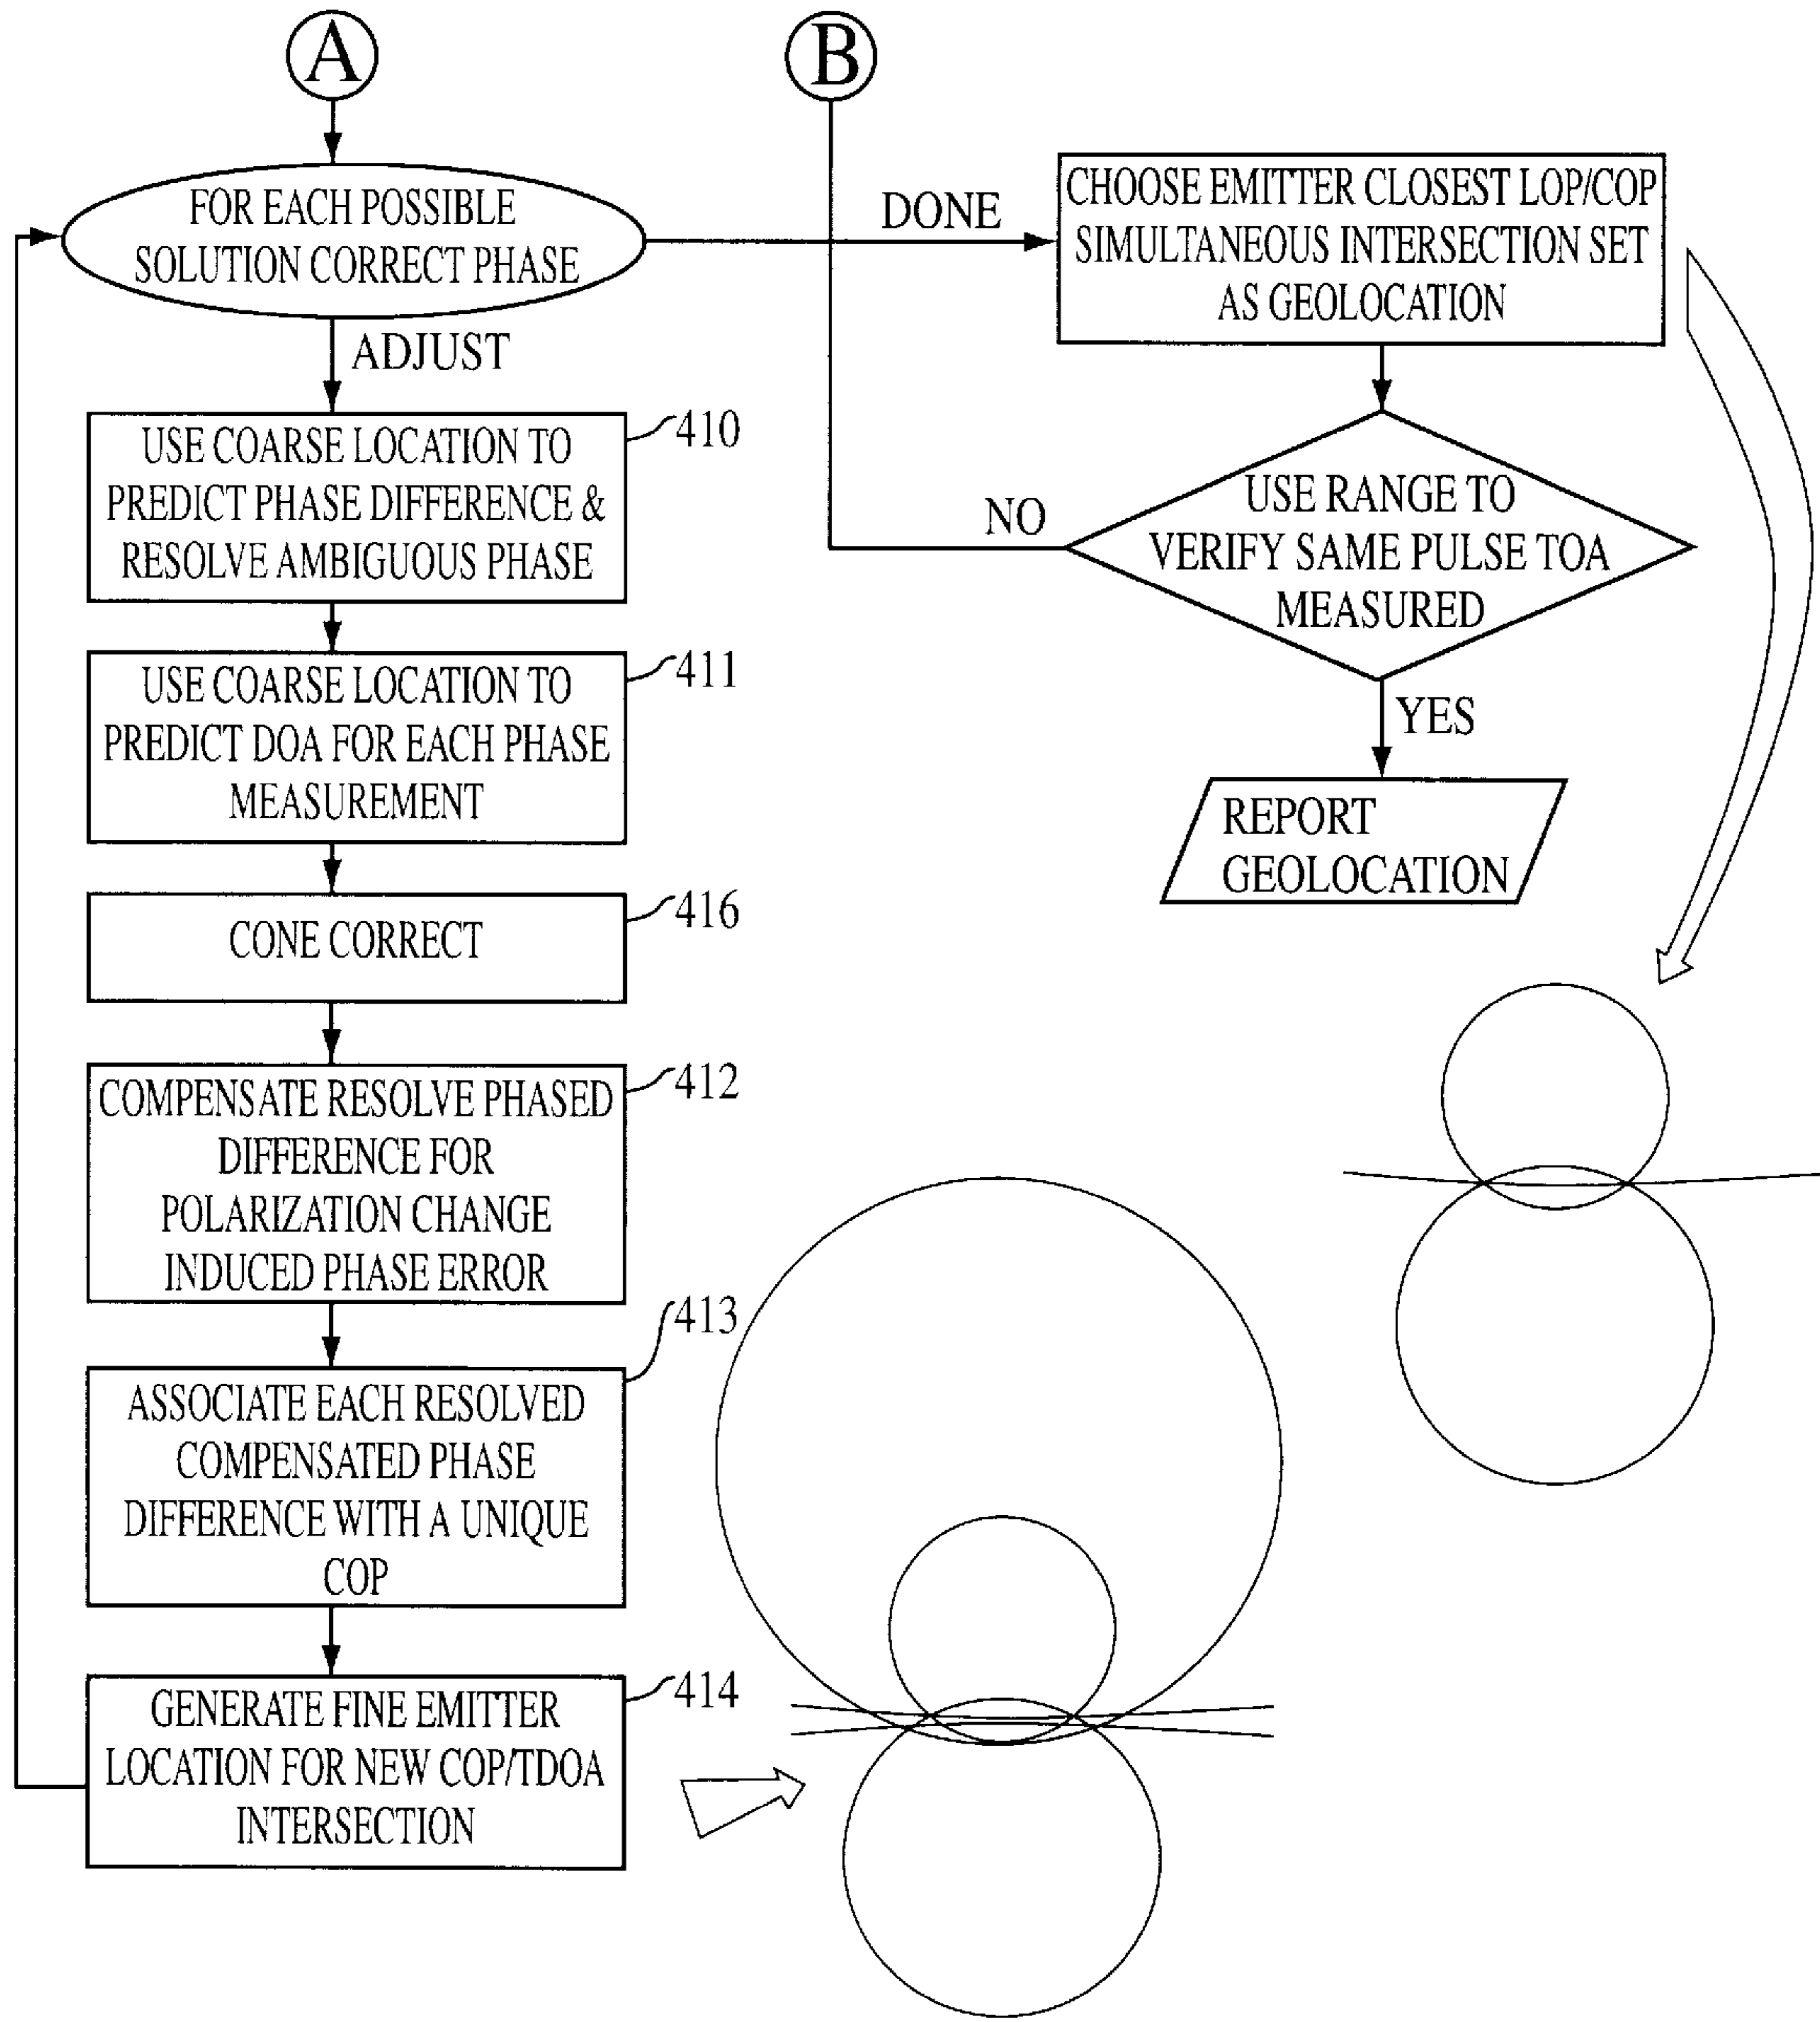 A
FOR EACH POSSIBLE
SOLUTION CORRECT PHASE
ADJUST
USE COARSE LOCATION TO
PREDICT PHASE DIFFERENCE &
RESOLVE AMBIGUOUS PHASE
410
USE COARSE LOCATION TO
PREDICT DOA FOR EACH PHASE
MEASUREMENT
411
CONE CORRECT
416
COMPENSATE RESOLVE PHASED
DIFFERENCE FOR
POLARIZATION CHANGE
INDUCED PHASE ERROR
412
ASSOCIATE EACH RESOLVED
COMPENSATED PHASE
DIFFERENCE WITH A UNIQUE
COP
413
GENERATE FINE EMITTER
LOCATION FOR NEW COP/TDOA
INTERSECTION
414
B
DONE
CHOOSE EMITTER CLOSEST LOP/COP
SIMULTANEOUS INTERSECTION SET
AS GEOLOCATION
NO
USE RANGE TO
VERIFY SAME PULSE TOA
MEASURED
YES
REPORT
GEOLOCATION